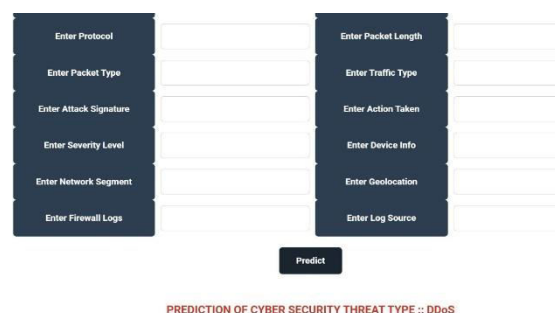 Enter Protocol Enter Packet Length
Enter Packet Type Enter Traffic Type
Enter Attack Signature Enter Action Taken
Enter Severity Level Enter Device Info
Enter Network Segment Enter Geolocation
Enter Firewall Logs Enter Log Source
Predict
PREDICTION OF CYBER SECURITY THREAT TYPE :: DDoS